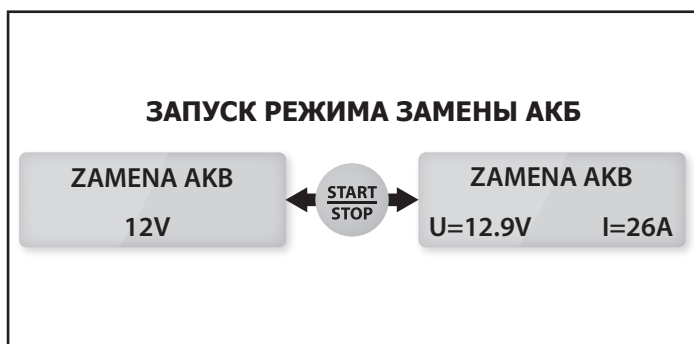 ЗАПУСК РЕЖИМА ЗАМЕНЫ АКБ
ZAMENA AKB
12V
START
STOP
ZAMENA AKB
U=12.9V I=26A